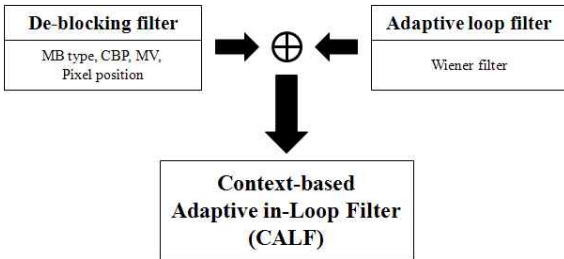 De-blocking filter
MB type, CBP, MV,
Pixel position
Adaptive loop filter
Wiener filter
Context-based
Adaptive in-Loop Filter
(CALF)